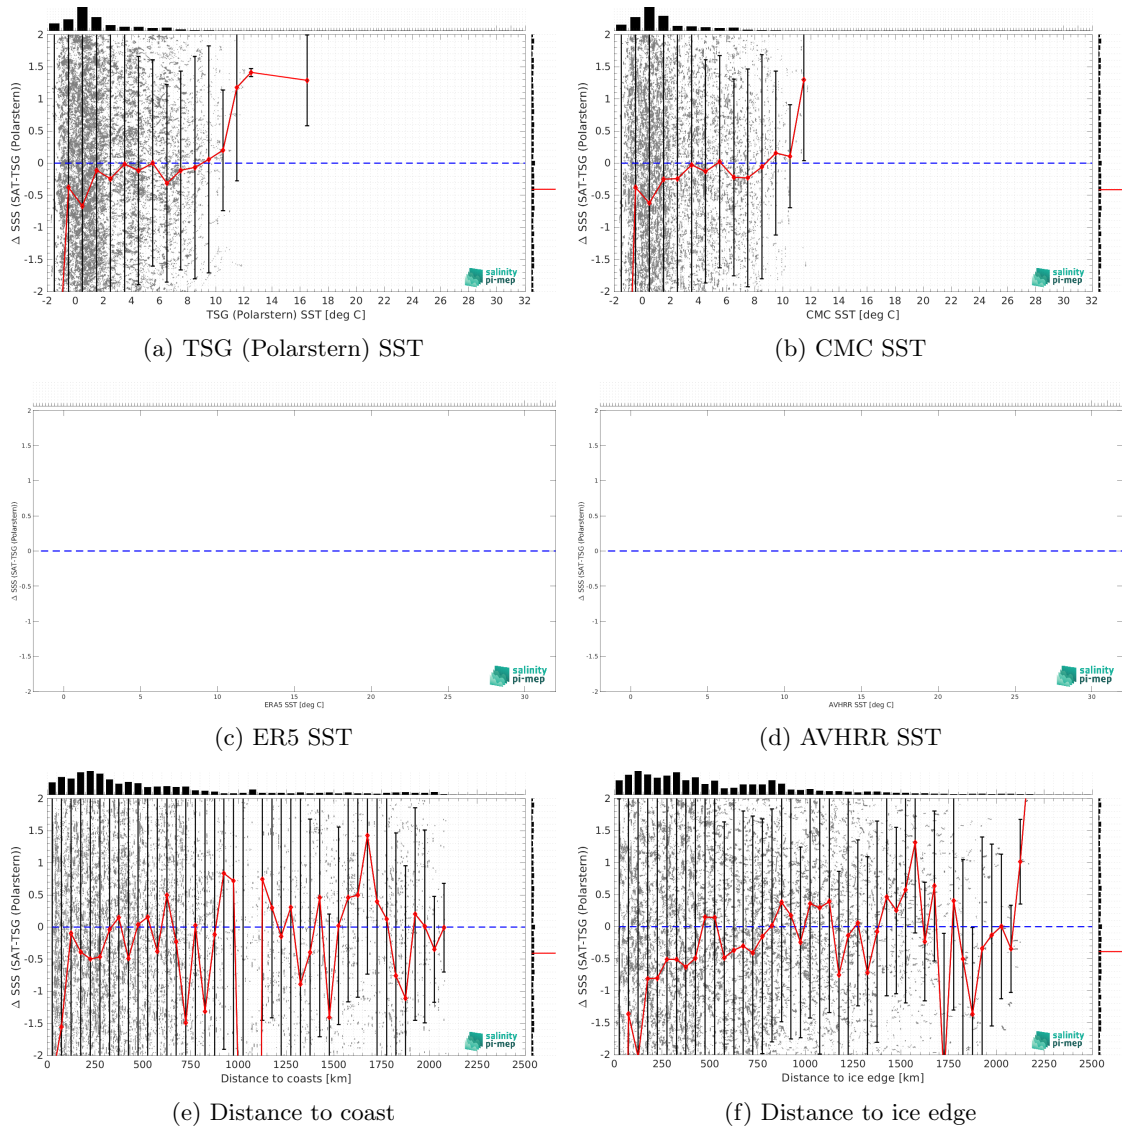 2
1.5
1
0.5
0
-0.5
-1
-1.5
-2
Δ SSS (SAT-TSG (Polarstern))
-2 0 2 4 6 8 10 12 14 16 18 20 22 24 26 28 30 32
TSG (Polarstern) SST [deg C]
salinity
pi-mep
(a) TSG (Polarstern) SST
2
1.5
1
0.5
0
-0.5
-1
-1.5
-2
Δ SSS (SAT-TSG (Polarstern))
-2 0 2 4 6 8 10 12 14 16 18 20 22 24 26 28 30 32
CMC SST [deg C]
salinity
pi-mep
(b) CMC SST
2
1.5
1
0.5
0
-0.5
-1
-1.5
-2
Δ SSS (SAT-TSG (Polarstern))
0 5 10 15 20 25 30
ERA5 SST [deg C]
salinity
pi-mep
(c) ER5 SST
2
1.5
1
0.5
0
-0.5
-1
-1.5
-2
Δ SSS (SAT-TSG (Polarstern))
0 5 10 15 20 25 30
AVHRR SST [deg C]
salinity
pi-mep
(d) AVHRR SST
2
1.5
1
0.5
0
-0.5
-1
-1.5
-2
Δ SSS (SAT-TSG (Polarstern))
0 250 500 750 1000 1250 1500 1750 2000 2250 2500
Distance to coasts [km]
salinity
pi-mep
(e) Distance to coast
2
1.5
1
0.5
0
-0.5
-1
-1.5
-2
Δ SSS (SAT-TSG (Polarstern))
0 250 500 750 1000 1250 1500 1750 2000 2250 2500
Distance to ice edge [km]
salinity
pi-mep
(f) Distance to ice edge